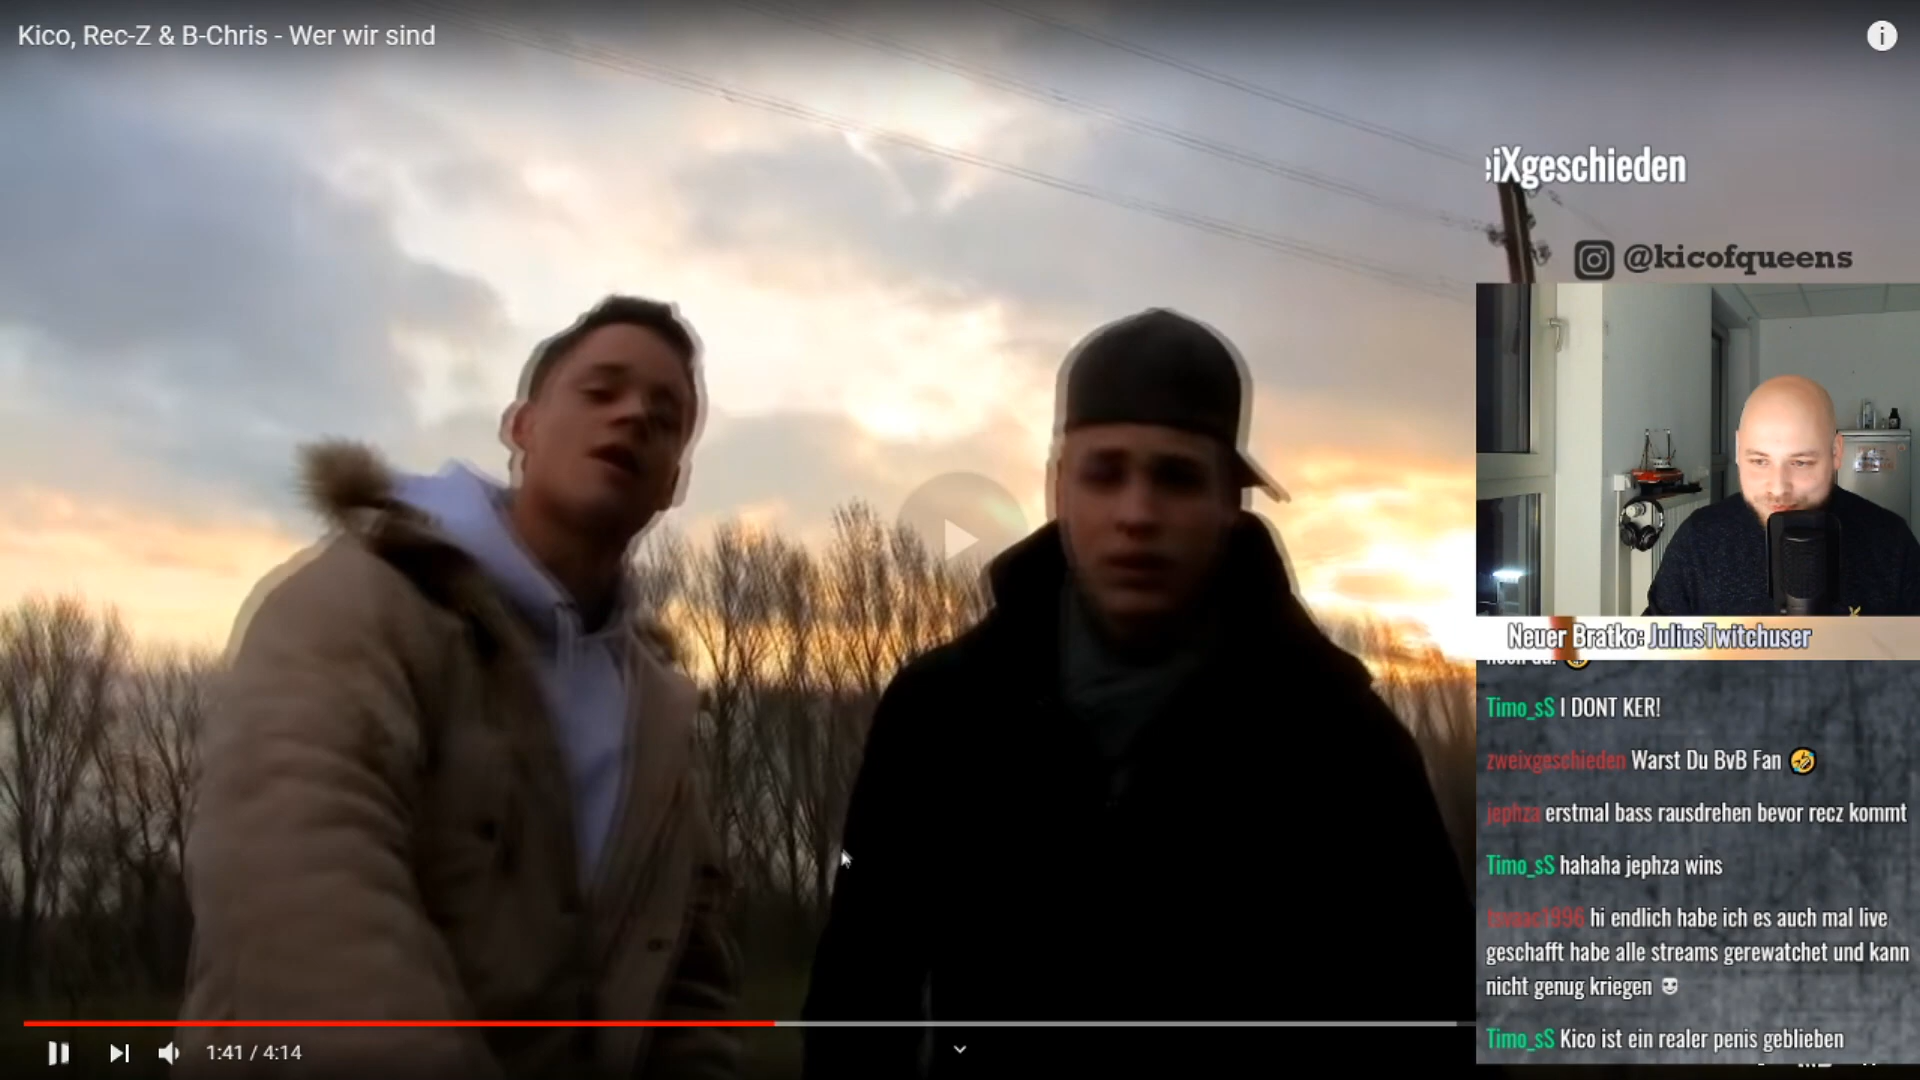 Kico, Rec-Z & B-Chris - Wer wir sind
iXgeschieden
@kicofqueens
Neuer Bratko: JuliusTwitchuser
noch da.
Timo_sS I DONT KER!
zweixgeschieden Warst Du BvB Fan
jephza erstmal bass rausdrehen bevor recz kommt
Timo_sS hahaha jephza wins
hi endlich habe ich es auch mal live
geschafft habe alle streams gerewatchet und kann
nicht genug kriegen
Timo_sS Kico ist ein realer penis geblieben
1:41 / 4:14